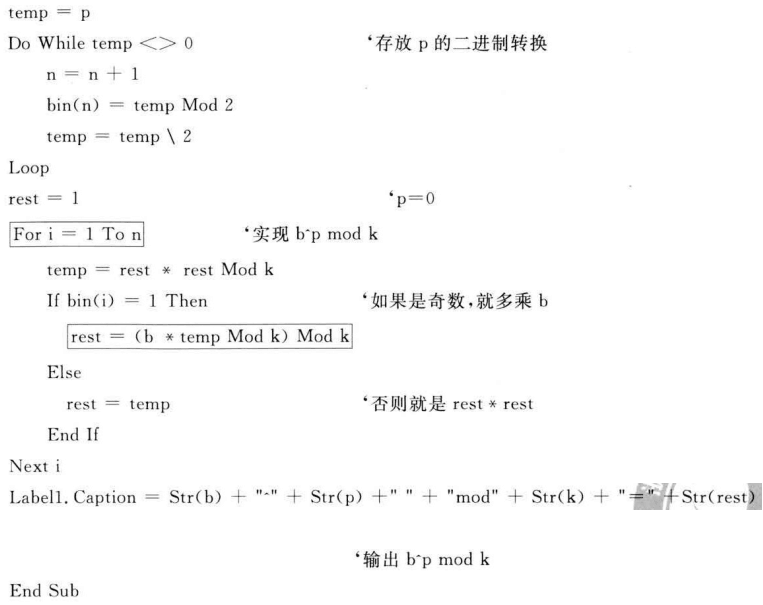 temp = p
Do While temp <> 0 ‘存放 p 的二进制转换
n = n + 1
bin(n) = temp Mod 2
temp = temp \ 2
Loop
rest = 1 ‘p=0
For i = 1 To n ‘实现 b^p mod k
temp = rest * rest Mod k
If bin(i) = 1 Then ‘如果是奇数,就多乘 b
rest = (b * temp Mod k) Mod k
Else
rest = temp ‘否则就是 rest * rest
End If
Next i
Label1.Caption = Str(b) + "^" + Str(p) +" " + "mod" + Str(k) + "=" +Str(rest)
‘输出 b^p mod k
End Sub